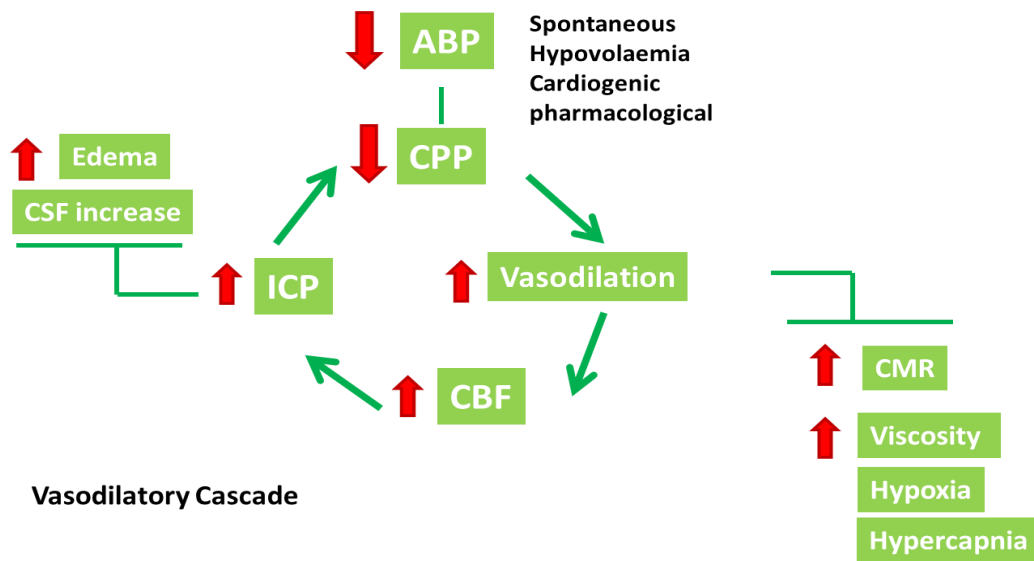 ABP
Spontaneous
Hypovolaemia
Cardiogenic
pharmacological
CPP
Edema
CSF increase
ICP
Vasodilation
CBF
CMR
Viscosity
Hypoxia
Hypercapnia
Vasodilatory Cascade